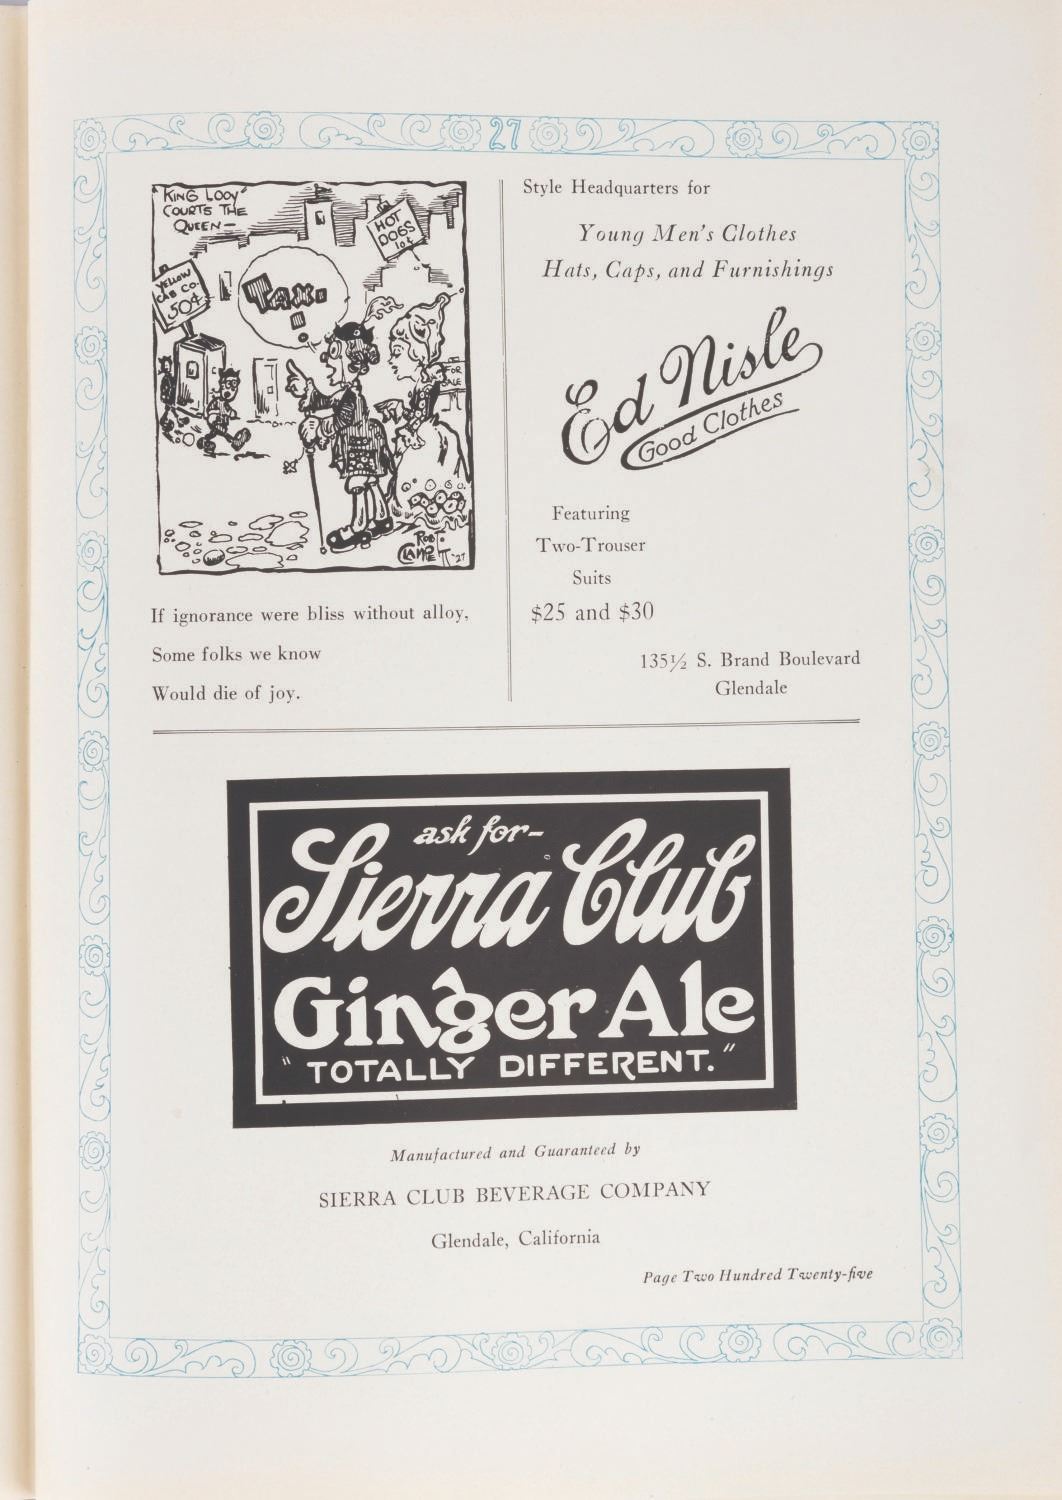 27
"KING LOOY"
COURTS THE
QUEEN—
HOT
DOGS
10¢
YELLOW
CAB CO.
50¢
TAXI.
FOR
SALE
ROBT.
CLAMPETT '27
If ignorance were bliss without alloy,
Some folks we know
Would die of joy.
Style Headquarters for
Young Men's Clothes
Hats, Caps, and Furnishings
Ed Nisle
Good Clothes
Featuring
Two-Trouser
Suits
$25 and $30
135½ S. Brand Boulevard
Glendale
ask for-
Sierra Club
Ginger Ale
"TOTALLY DIFFERENT."
Manufactured and Guaranteed by
SIERRA CLUB BEVERAGE COMPANY
Glendale, California
Page Two Hundred Twenty-five